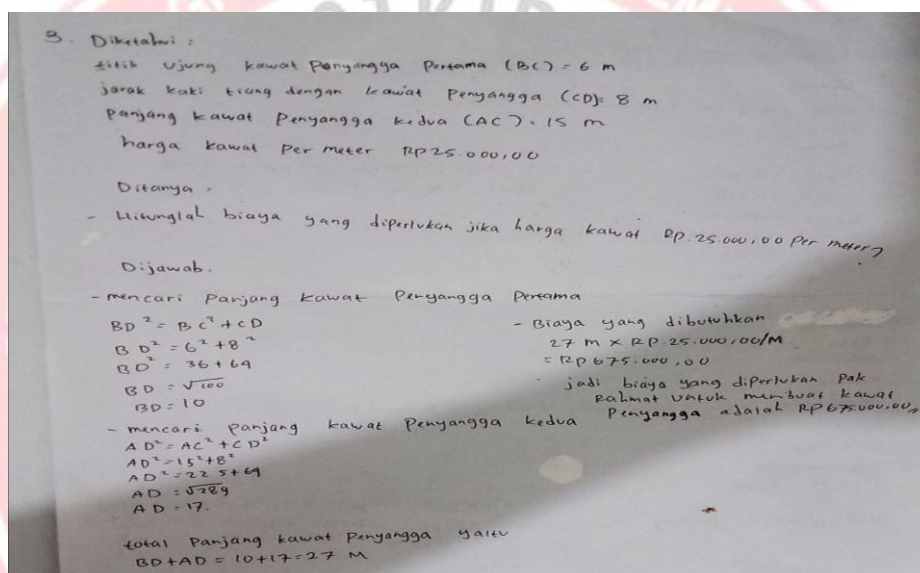 3. Diketahui :
titik Ujung kawat Penyangga Pertama (BC) = 6 m
jarak kaki tiang dengan kawat Penyangga (CD)= 8 m
Panjang kawat Penyangga kedua (AC). 15 m
harga kawat Per meter RP25.000,00
Ditanya .
- Hitunglah biaya yang diperlukan jika harga kawat Rp.25.000,00 Per meter?
Dijawab.
- mencari Panjang kawat Penyangga Pertama
BD² = BC² + CD
BD² = 6² + 8²
BD² = 36 + 64
BD = √100
BD = 10
- mencari Panjang kawat Penyangga kedua
AD² = AC² + CD²
AD² = 15² + 8²
AD² = 225 + 64
AD = √289
AD = 17.
total Panjang kawat Penyangga yaitu
BD + AD = 10 + 17 = 27 M
- Biaya yang dibutuhkan
27 m × RP.25.000,00/M
= RP675.000,00
jadi biaya yang diperlukan Pak
Rahmat Untuk membuat kawat
Penyangga adalah RP675.000,00